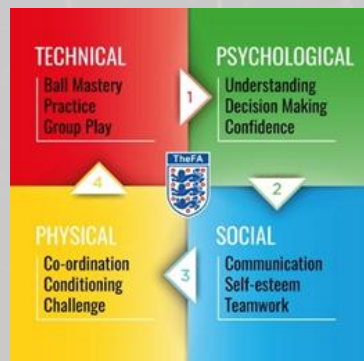 TECHNICAL
Ball Mastery
Practice
Group Play
1
PSYCHOLOGICAL
Understanding
Decision Making
Confidence
TheFA
4
2
PHYSICAL
Co-ordination
Conditioning
Challenge
3
SOCIAL
Communication
Self-esteem
Teamwork